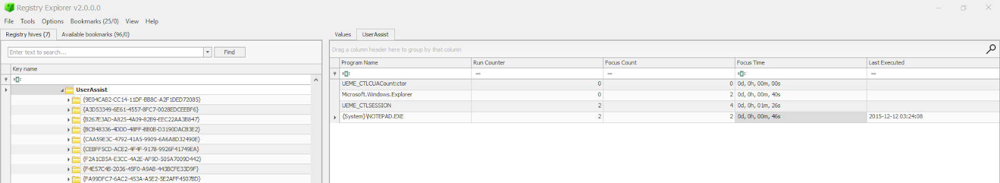 Registry Explorer v2.0.0.0
File Tools Options Bookmarks (25/0) View Help
Registry hives (7) Available bookmarks (96/0)
Enter text to search... Find
Key name
UserAssist
{9E04CAB2-CC14-11DF-BB8C-A2F1DED72085}
{A3D53349-6E61-4557-8FC7-0028EDCEEBF6}
{B267E3AD-A825-4A09-82B9-EEC22AA3B847}
{BCB48336-4DDD-48FF-BB0B-D3190DACB3E2}
{CAA59E3C-4792-41A5-9909-6A6A8D32490E}
{CEBFF5CD-ACE2-4F4F-9178-9926F41749EA}
{F2A1CB5A-E3CC-4A2E-AF9D-505A7009D442}
{F4E57C4B-2036-45F0-A9AB-443BCFE33D9F}
{FA99DFC7-6AC2-453A-A5E2-5E2AFF4507BD}
Values UserAssist
Drag a column header here to group by that column
Program Name Run Counter Focus Count Focus Time Last Executed
= = =
UEME_CTLCUACount:ctor 0 0 0d, 0h, 00m, 00s
Microsoft.Windows.Explorer 0 2 0d, 0h, 00m, 40s
UEME_CTLSESSION 2 4 0d, 0h, 01m, 26s
{System}\NOTEPAD.EXE 2 2 0d, 0h, 00m, 46s 2015-12-12 03:24:08